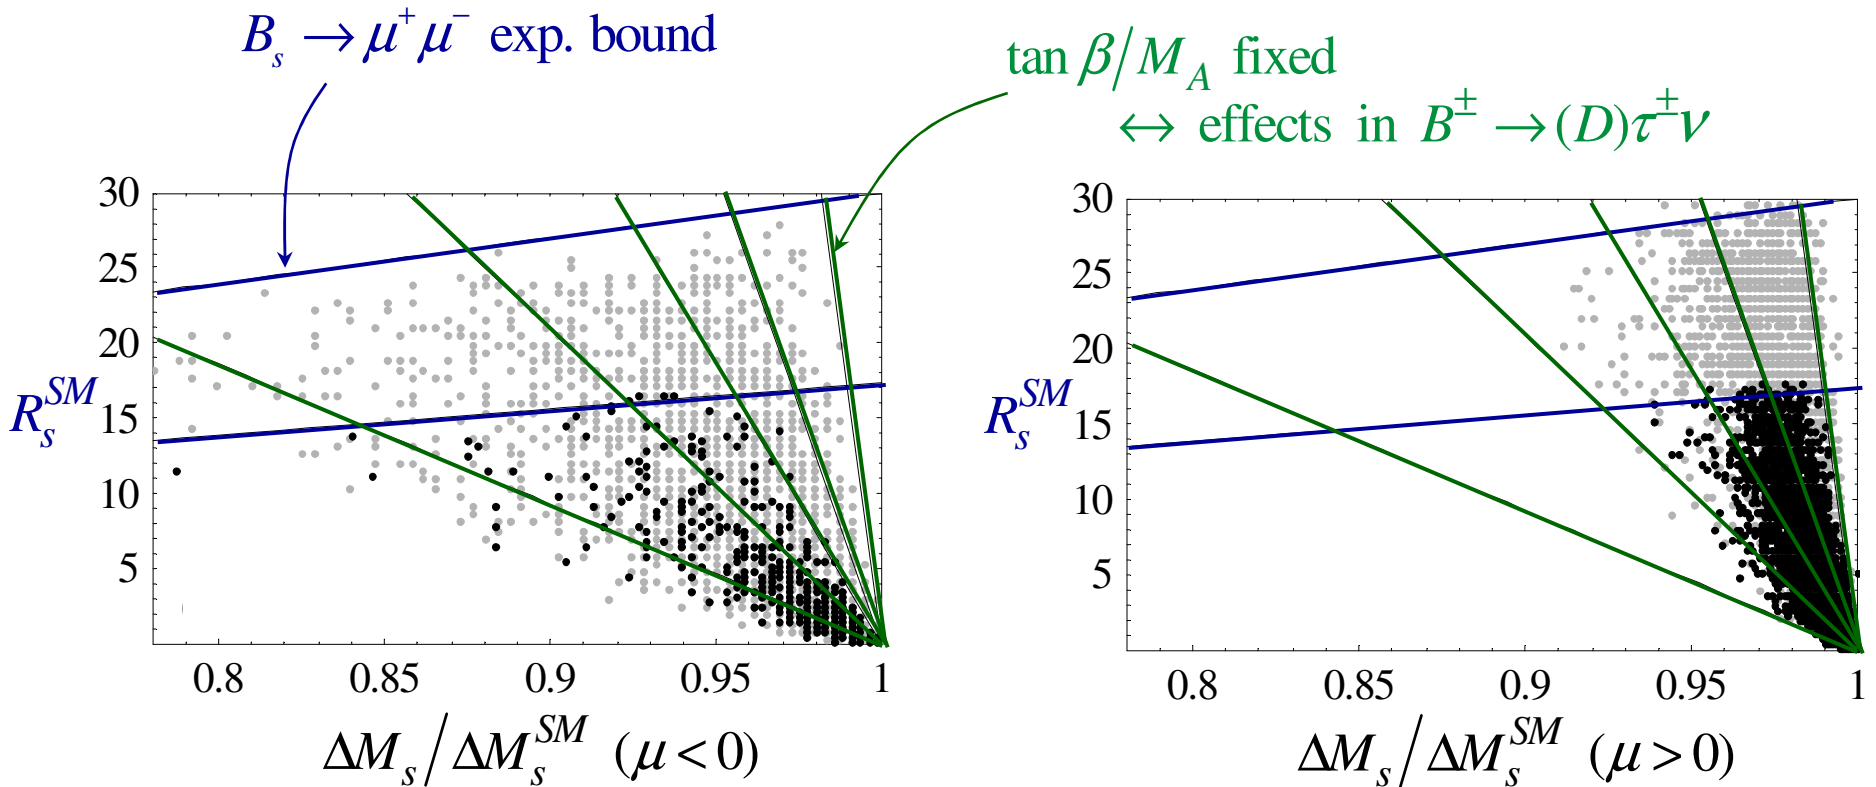 B_s → μ⁺ μ⁻ exp. bound
tan β/M_A fixed
↔ effects in B^± → (D)τ^± ν
30
25
20
15
10
5
R_s^{SM}
0.8 0.85 0.9 0.95 1
ΔM_s/ΔM_s^{SM} (μ < 0)
30
25
20
15
10
5
R_s^{SM}
0.8 0.85 0.9 0.95 1
ΔM_s/ΔM_s^{SM} (μ > 0)